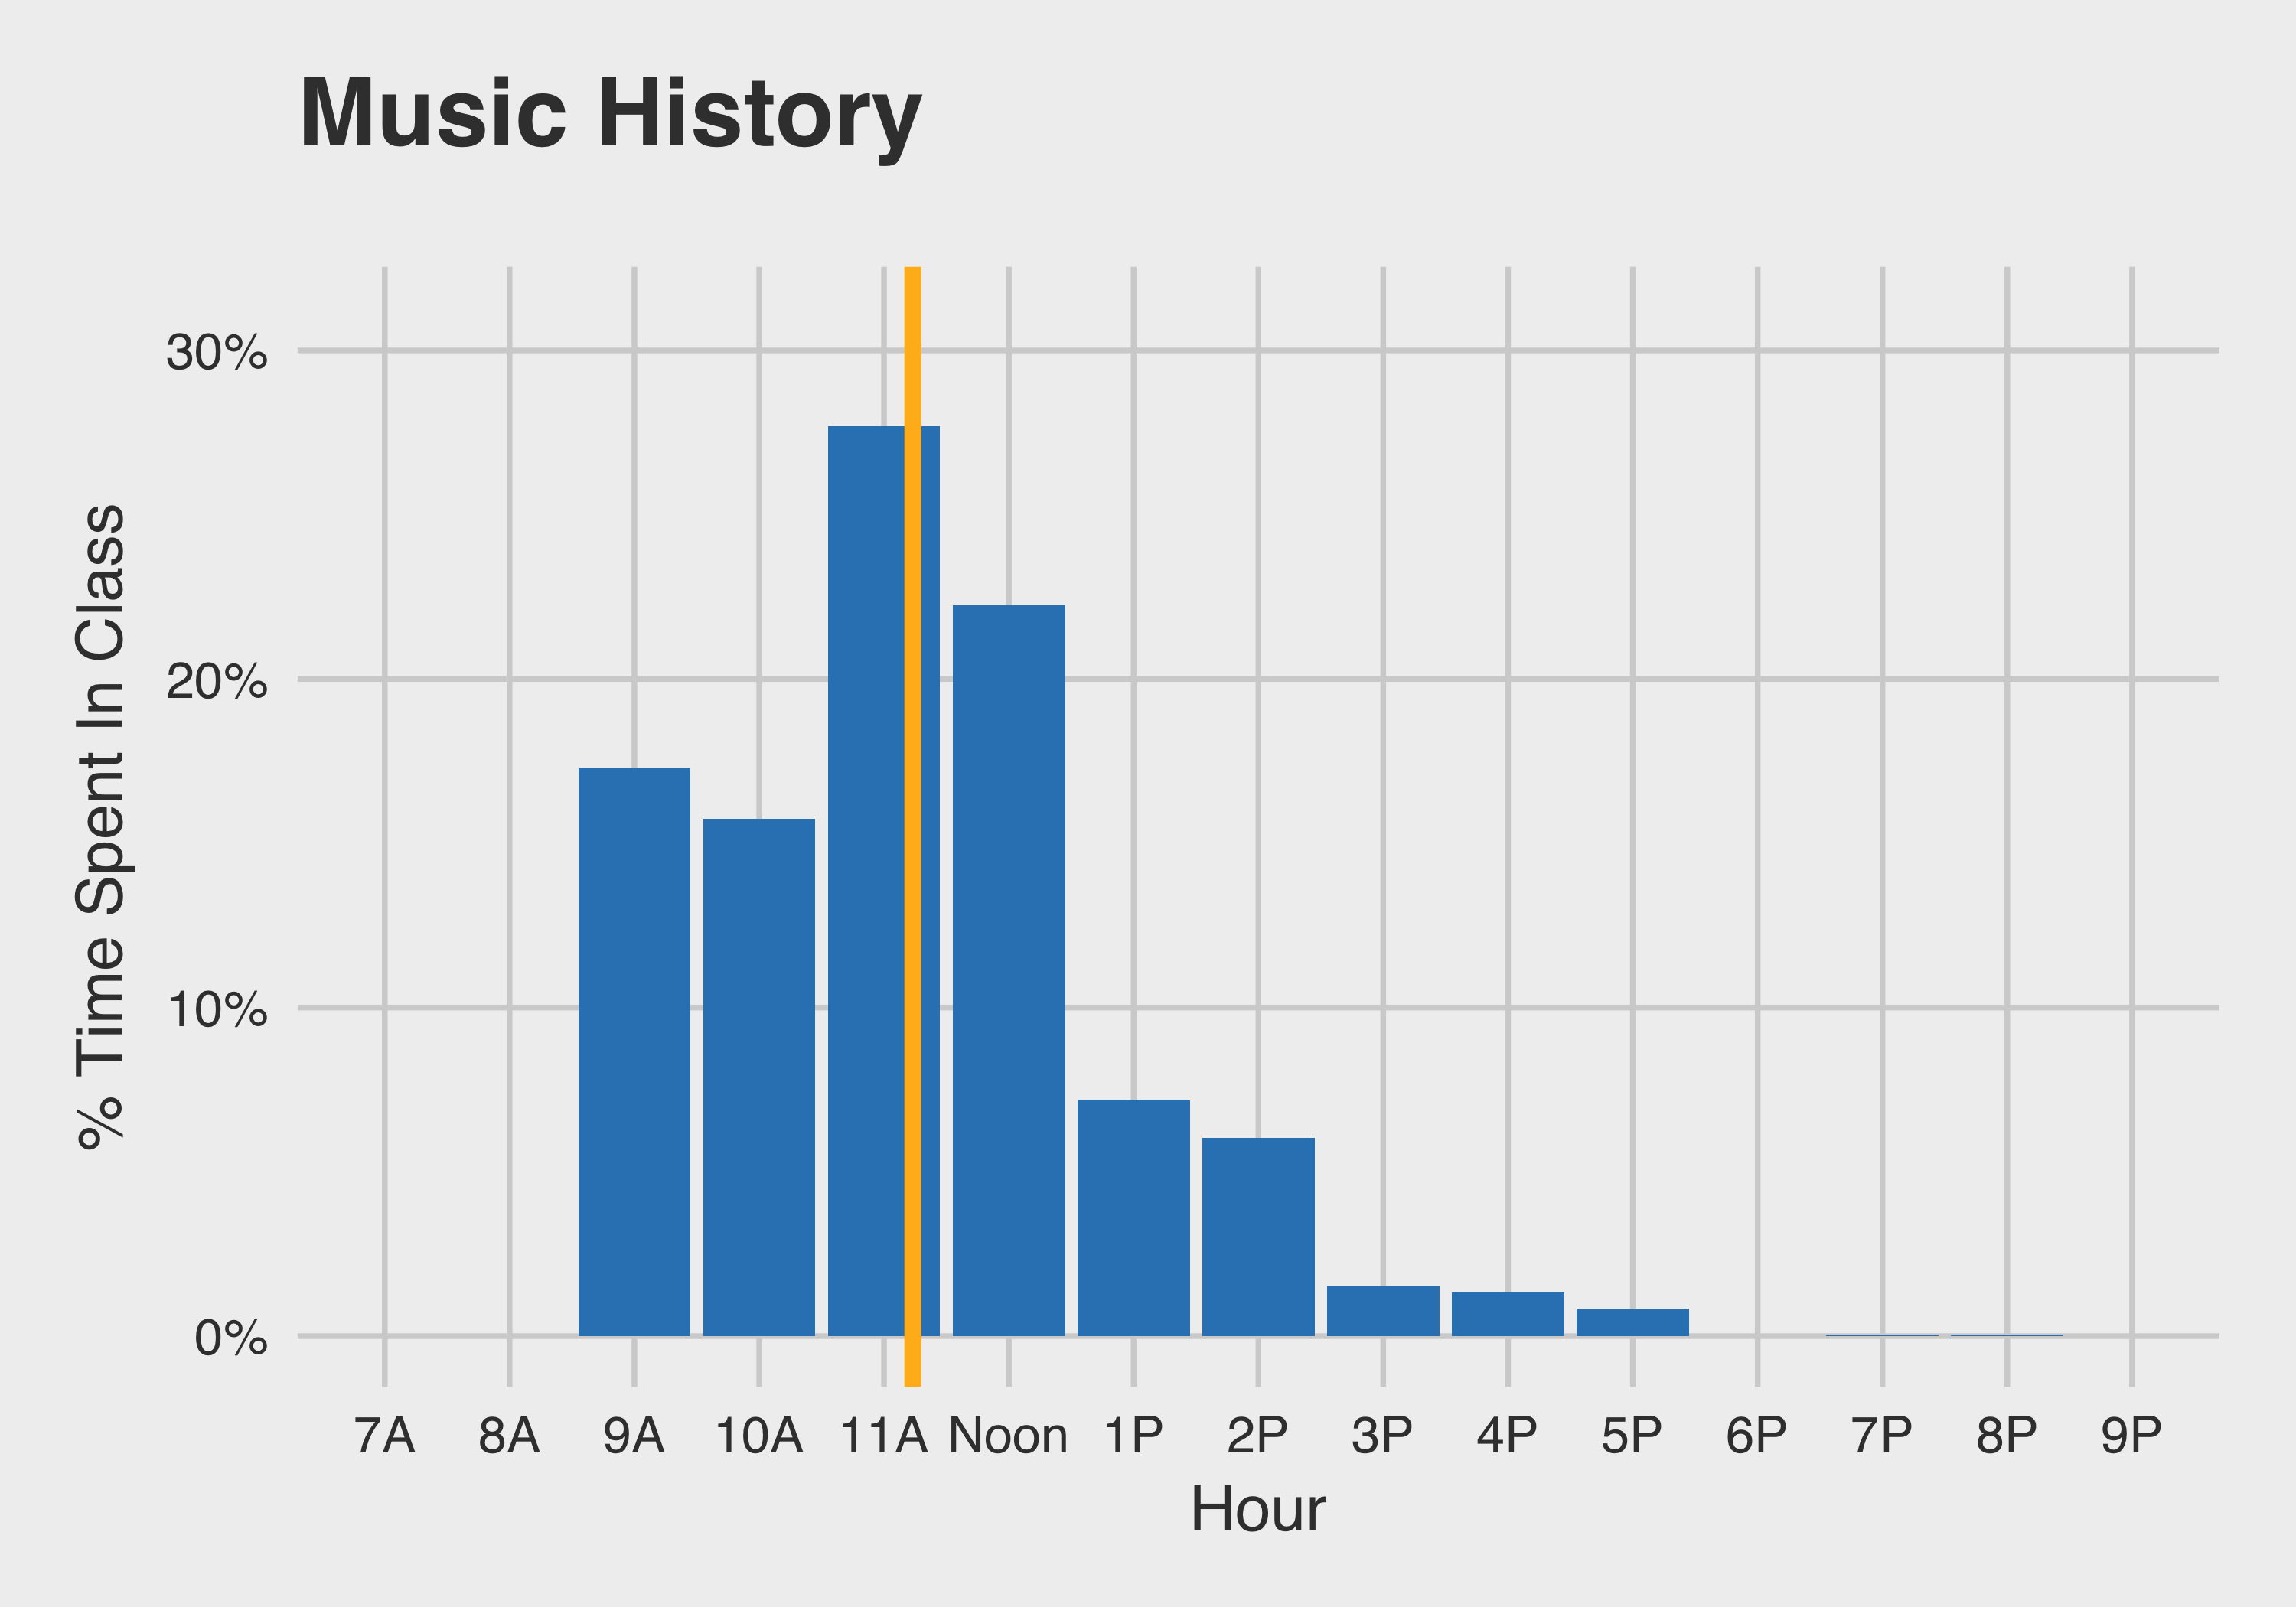 Music History
% Time Spent In Class
30%
20%
10%
0%
7A 8A 9A 10A 11A Noon 1P 2P 3P 4P 5P 6P 7P 8P 9P
Hour